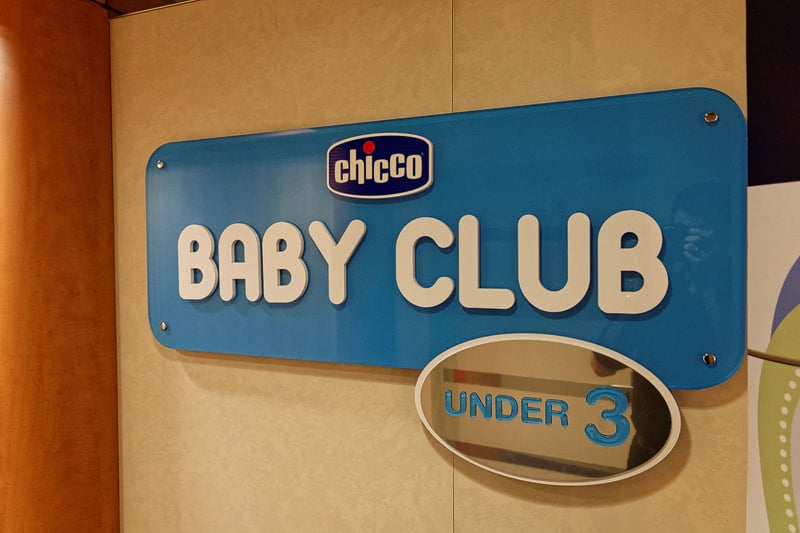 chicco
BABY CLUB
UNDER 3